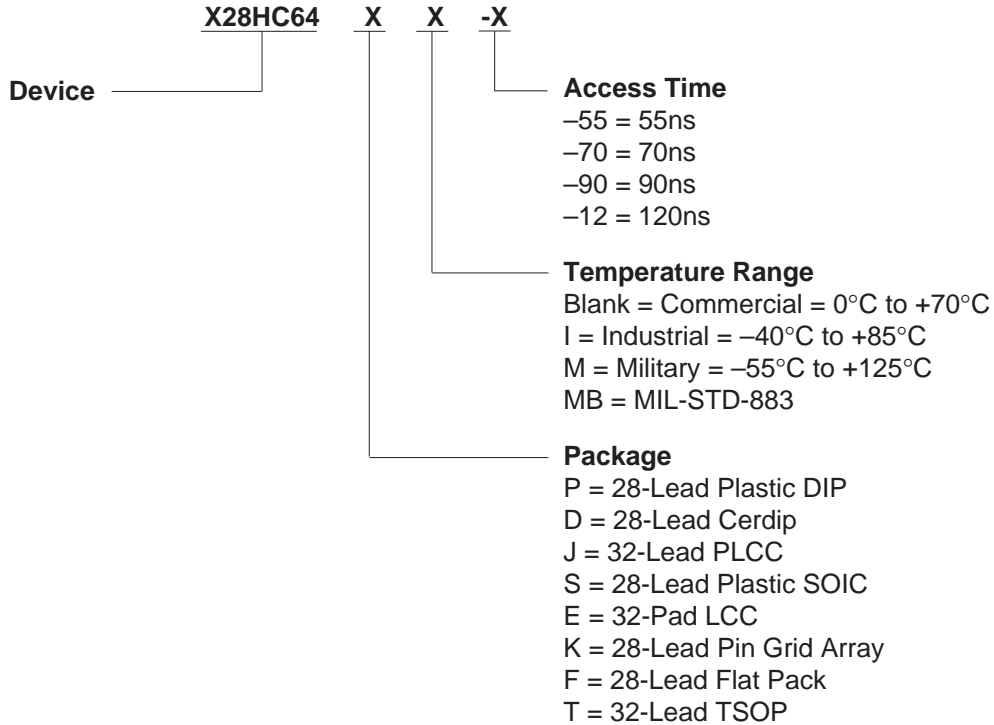 X28HC64 X X -X
Device
Access Time
–55 = 55ns
–70 = 70ns
–90 = 90ns
–12 = 120ns
Temperature Range
Blank = Commercial = 0°C to +70°C
I = Industrial = –40°C to +85°C
M = Military = –55°C to +125°C
MB = MIL-STD-883
Package
P = 28-Lead Plastic DIP
D = 28-Lead Cerdip
J = 32-Lead PLCC
S = 28-Lead Plastic SOIC
E = 32-Pad LCC
K = 28-Lead Pin Grid Array
F = 28-Lead Flat Pack
T = 32-Lead TSOP